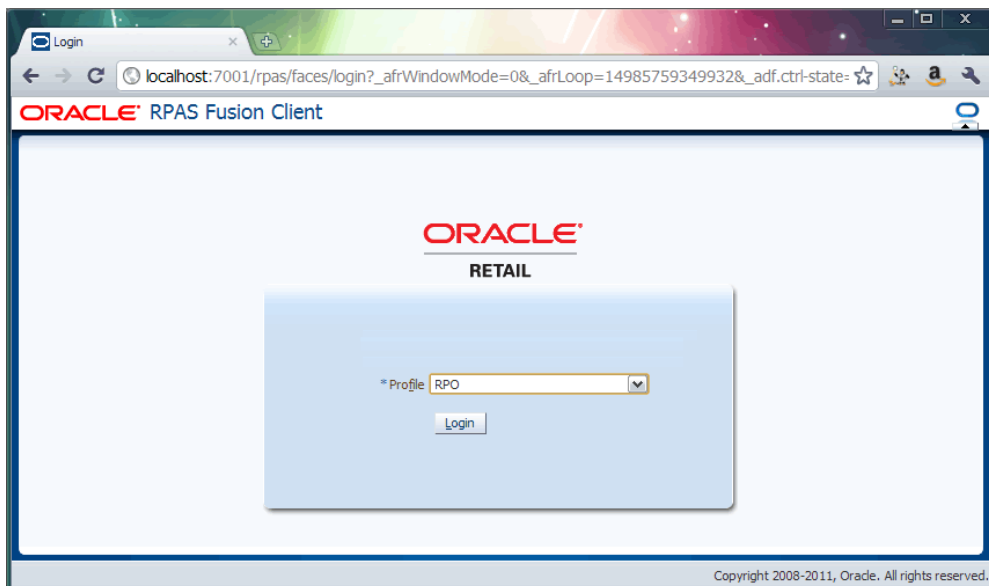 Login
localhost:7001/rpas/faces/login?_afrWindowMode=0&_afrLoop=14985759349932&_adf.ctrl-state=
ORACLE® RPAS Fusion Client
ORACLE®
RETAIL
* Profile RPO
Login
Copyright 2008-2011, Oracle. All rights reserved.